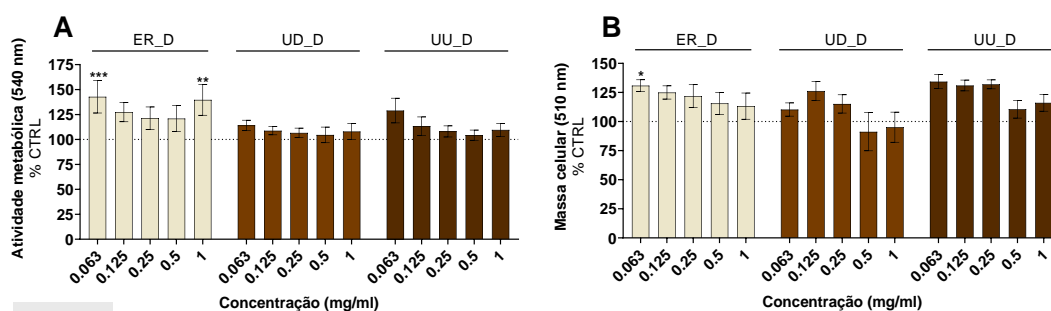 A
ER_D UD_D UU_D
Atividade metabólica (540 nm)
% CTRL
175
150
125
100
75
50
25
0
*** **
0.063 0.125 0.25 0.5 1 0.063 0.125 0.25 0.5 1 0.063 0.125 0.25 0.5 1
Concentração (mg/ml)
B
ER_D UD_D UU_D
Massa celular (510 nm)
% CTRL
150
125
100
75
50
25
0
*
0.063 0.125 0.25 0.5 1 0.063 0.125 0.25 0.5 1 0.063 0.125 0.25 0.5 1
Concentração (mg/ml)